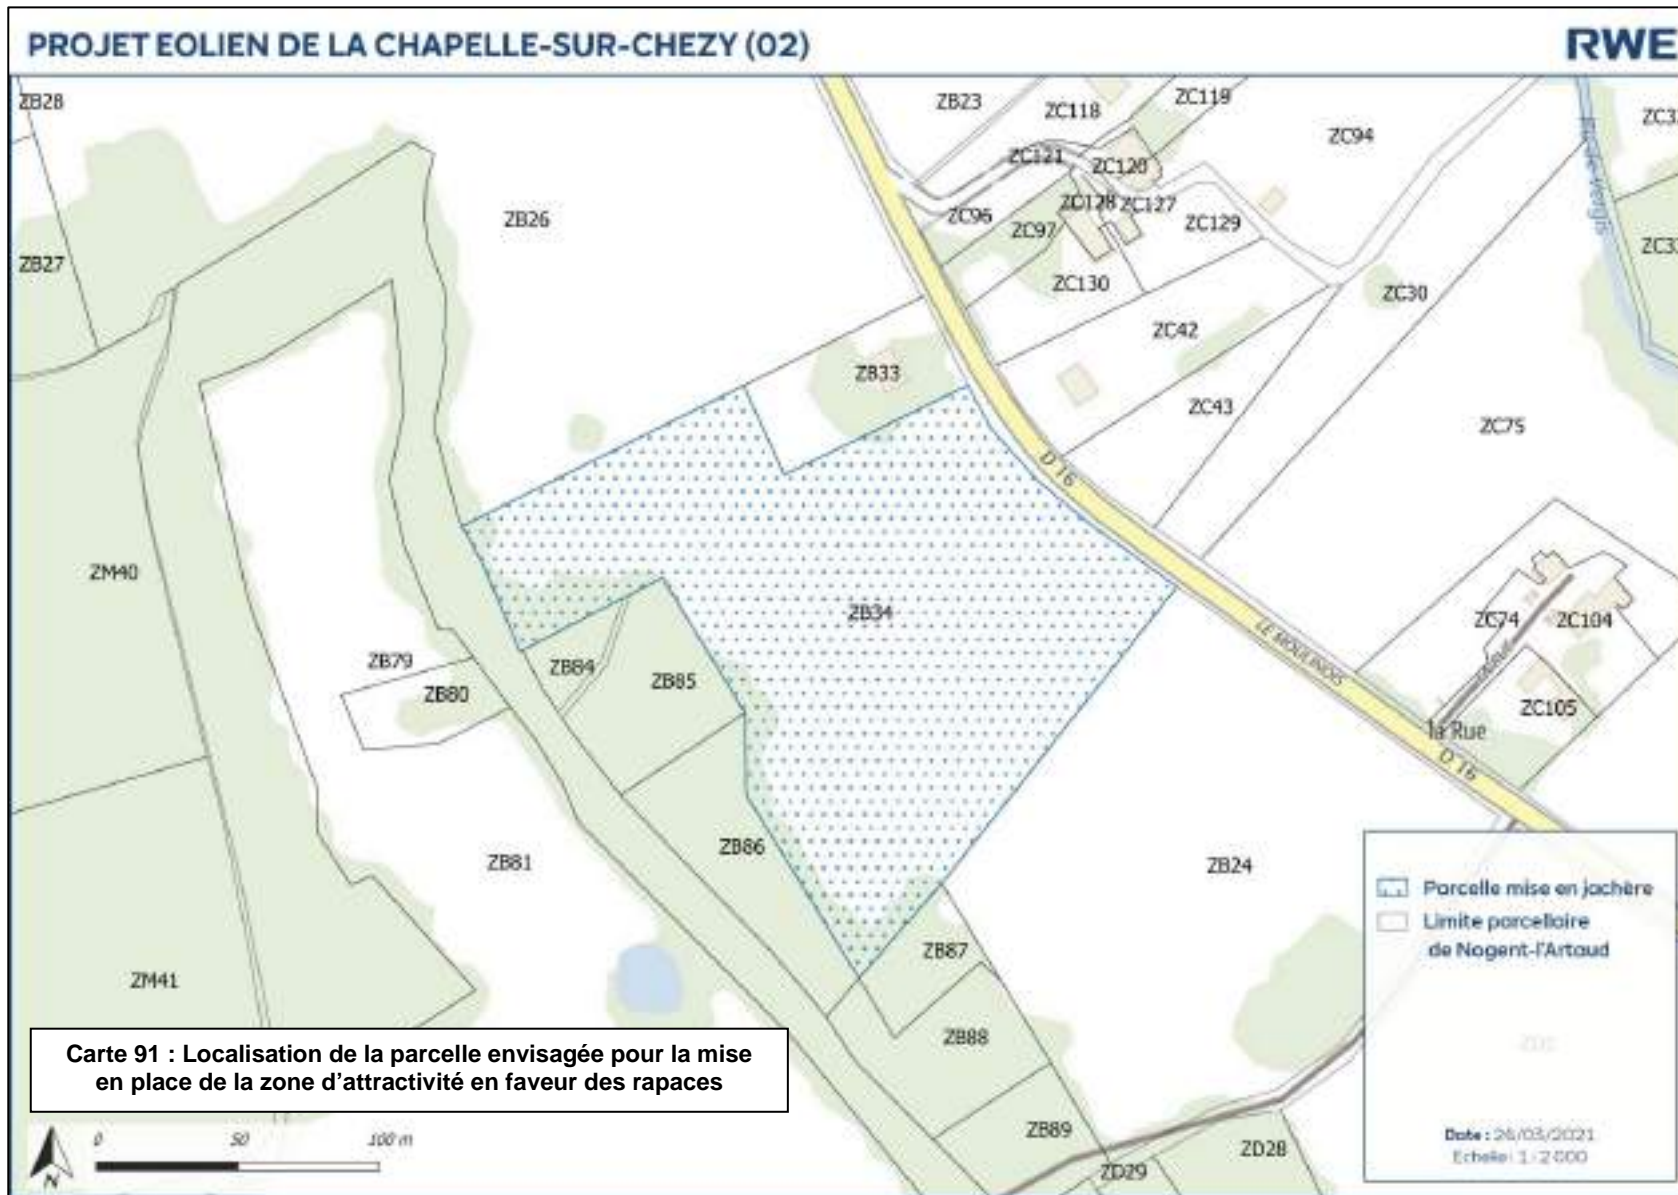 PROJET EOLIEN DE LA CHAPELLE-SUR-CHEZY (02)
RWE
ZB28
ZB23
ZC118
ZC119
ZC94
ZC121
ZC120
ZB26
ZC96
ZC128
ZC127
ZC97
ZC129
ZB27
ZC130
ZC30
ZC42
ZB33
ZC43
ZC75
D 16
ZM40
ZB34
ZC74
ZC104
LE MOULINOIS
ZB79
ZB84
ZB80
ZB85
ZC105
la Rue
D 16
ZB86
ZB81
ZB24
Parcelle mise en jachère
Limite parcellaire
de Nogent-l'Artaud
ZB87
ZM41
ZB88
Carte 91 : Localisation de la parcelle envisagée pour la mise
en place de la zone d'attractivité en faveur des rapaces
ZB89
ZD28
ZD29
0 50 100 m
N
Date : 26/03/2021
Echelle : 1:2 000